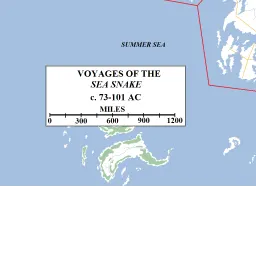 SUMMER SEA
VOYAGES OF THE
SEA SNAKE
c. 73-101 AC
MILES
0 300 600 900 1200